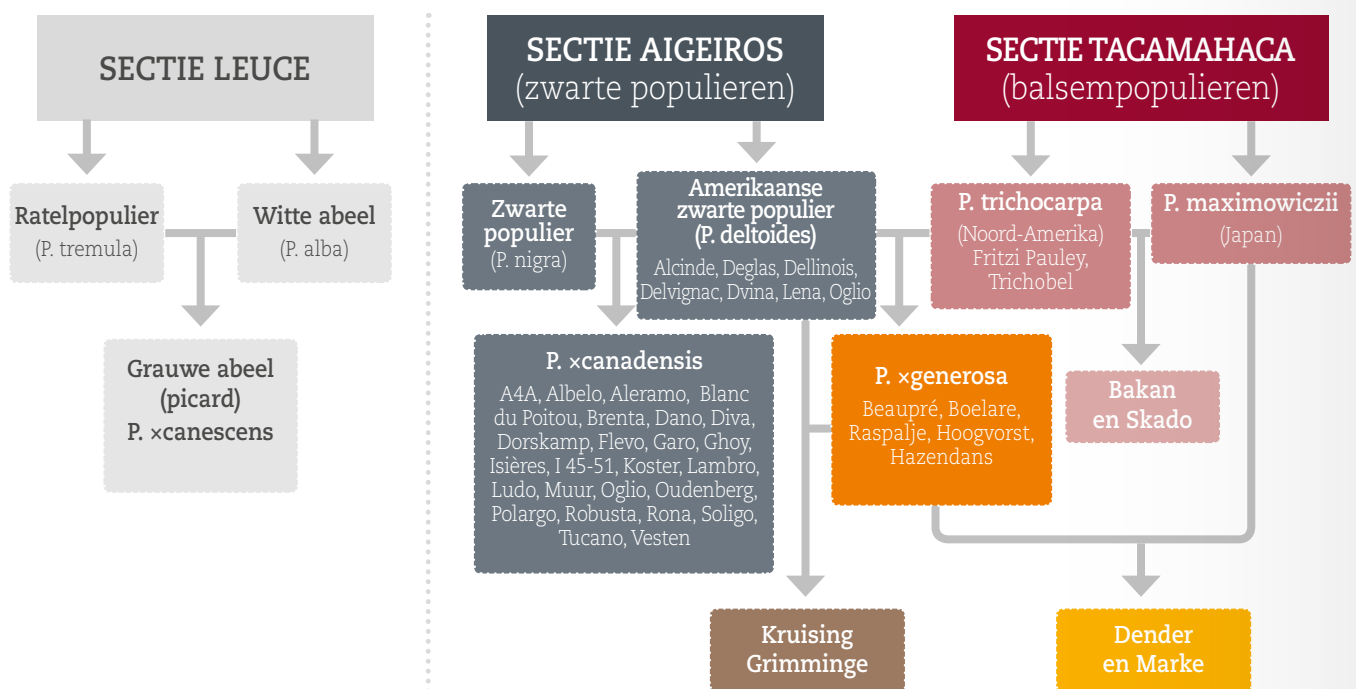 SECTIE LEUCE
Ratelpopulier
(P. tremula)
Witte abeel
(P. alba)
Grauwe abeel
(picard)
P. ×canescens
SECTIE AIGEIROS
(zwarte populieren)
Zwarte
populier
(P. nigra)
Amerikaanse
zwarte populier
(P. deltoides)
Alcinde, Deglas, Dellinois,
Delvignac, Dvina, Lena, Oglio
SECTIE TACAMAHACA
(balsempopulieren)
P. trichocarpa
(Noord-Amerika)
Fritzi Pauley,
Trichobel
P. maximowiczii
(Japan)
P. ×canadensis
A4A, Albelo, Aleramo, Blanc
du Poitou, Brenta, Dano, Diva,
Dorskamp, Flevo, Garo, Ghoy,
Isières, I 45-51, Koster, Lambro,
Ludo, Muur, Oglio, Oudenberg,
Polargo, Robusta, Rona, Soligo,
Tucano, Vesten
P. ×generosa
Beaupré, Boelare,
Raspalje, Hoogvorst,
Hazendans
Bakan
en Skado
Kruising
Grimminge
Dender
en Marke